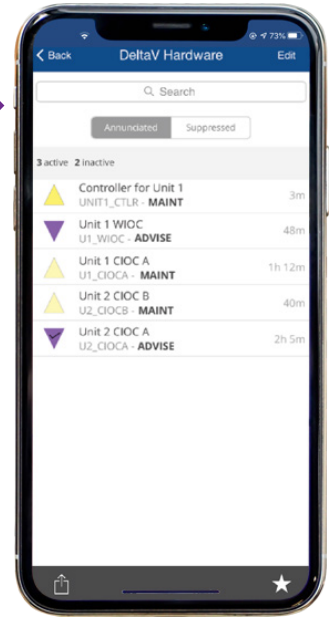 73%
Back DeltaV Hardware Edit
Search
Annunciated Suppressed
3 active 2 inactive
Controller for Unit 1
UNIT1_CTLR - MAINT 3m
Unit 1 WIOC
U1_WIOC - ADVISE 48m
Unit 1 CIOC A
U1_CIOCA - MAINT 1h 12m
Unit 2 CIOC B
U2_CIOCB - MAINT 40m
Unit 2 CIOC A
U2_CIOCA - ADVISE 2h 5m